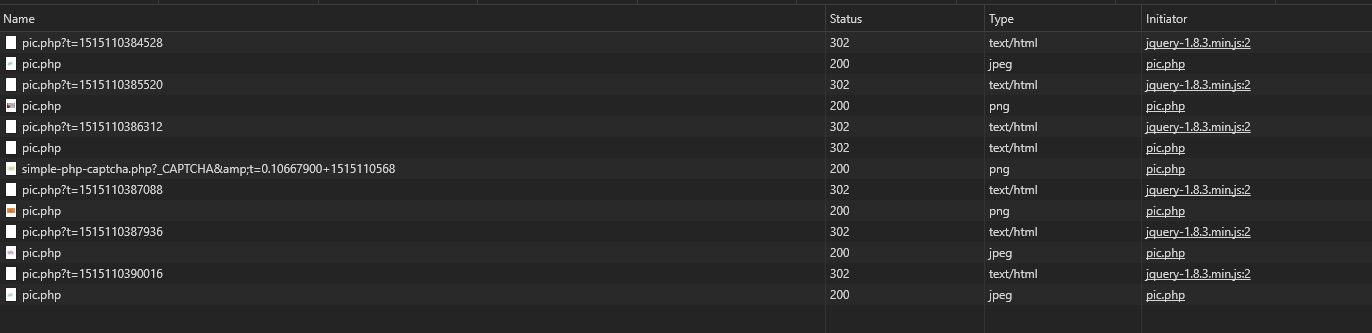 Name Status Type Initiator
pic.php?t=1515110384528 302 text/html jquery-1.8.3.min.js:2
pic.php 200 jpeg pic.php
pic.php?t=1515110385520 302 text/html jquery-1.8.3.min.js:2
pic.php 200 png pic.php
pic.php?t=1515110386312 302 text/html jquery-1.8.3.min.js:2
pic.php 302 text/html pic.php
simple-php-captcha.php?_CAPTCHA&amp;t=0.10667900+1515110568 200 png pic.php
pic.php?t=1515110387088 302 text/html jquery-1.8.3.min.js:2
pic.php 200 png pic.php
pic.php?t=1515110387936 302 text/html jquery-1.8.3.min.js:2
pic.php 200 jpeg pic.php
pic.php?t=1515110390016 302 text/html jquery-1.8.3.min.js:2
pic.php 200 jpeg pic.php